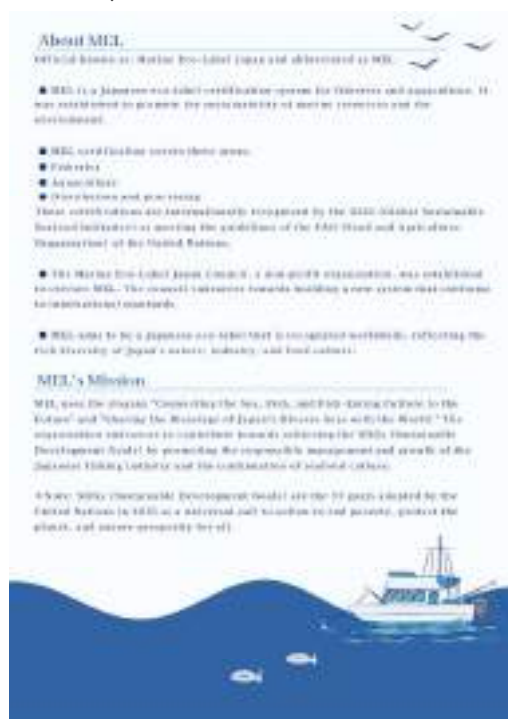 About MEL
Official known as: Marine Eco-Label Japan and abbreviated as MEL.
● MEL is a Japanese eco-label certification system for fisheries and aquaculture. It
was established to promote the sustainability of marine resources and the
environment.
● MEL certification covers three areas:
● Fisheries
● Aquaculture
● Distribution and processing
These certifications are internationally recognized by the GSSI (Global Sustainable
Seafood Initiative) as meeting the guidelines of the FAO (Food and Agriculture
Organization) of the United Nations.
● The Marine Eco-Label Japan Council, a non-profit organization, was established
to MEL. The council endeavors towards building a new system that conforms
to international standards.
● MEL aims to be a Japanese eco-label that is recognized worldwide, reflecting the
rich diversity of Japan's nature, industry, and food culture.
MEL's Mission
MEL uses the slogan "Connecting the Sea, Fish, and Fish-Eating Culture to the
Future" and "Sharing the Blessings of Japan's Diverse Seas with the World." The
organization endeavors to contribute towards achieving the SDGs (Sustainable
Development Goals) by promoting the responsible management and growth of the
Japanese fishing industry and the of seafood culture.
Note: SDGs (Sustainable Development Goals) are the 17 goals adopted by the
United Nations in 2015 as a universal call to action to end poverty, protect the
planet, and ensure prosperity for all.